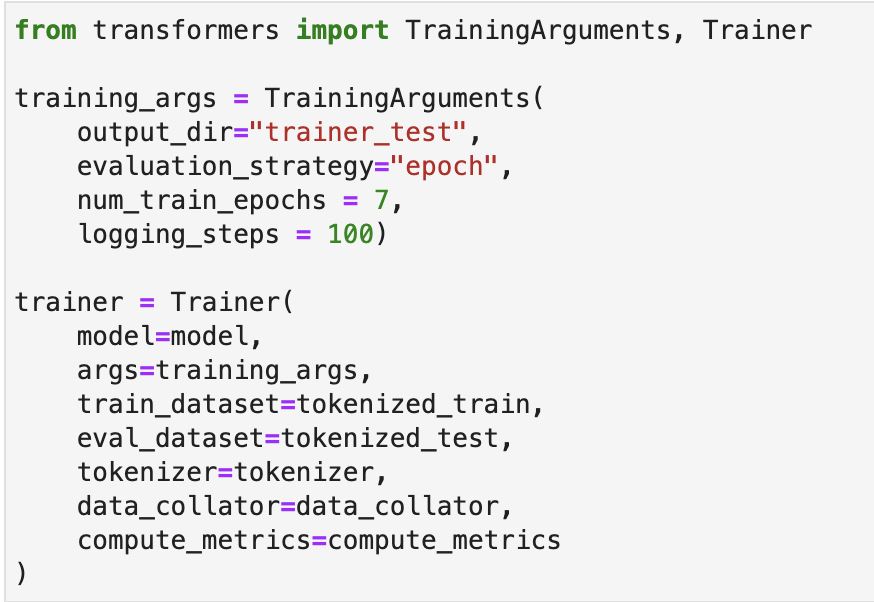 from transformers import TrainingArguments, Trainer

training_args = TrainingArguments(
    output_dir="trainer_test",
    evaluation_strategy="epoch",
    num_train_epochs = 7,
    logging_steps = 100)

trainer = Trainer(
    model=model,
    args=training_args,
    train_dataset=tokenized_train,
    eval_dataset=tokenized_test,
    tokenizer=tokenizer,
    data_collator=data_collator,
    compute_metrics=compute_metrics
)